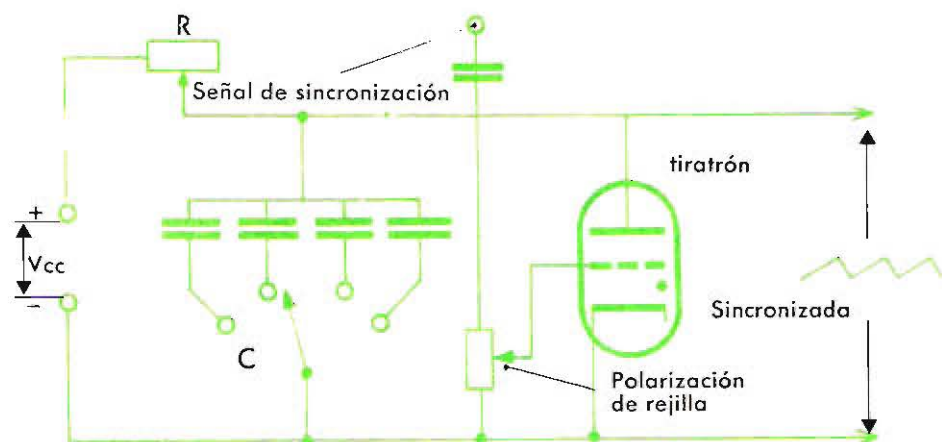 R
Señal de sincronización
tiratrón
+
Vcc
−
Sincronizada
C
Polarización
de rejilla